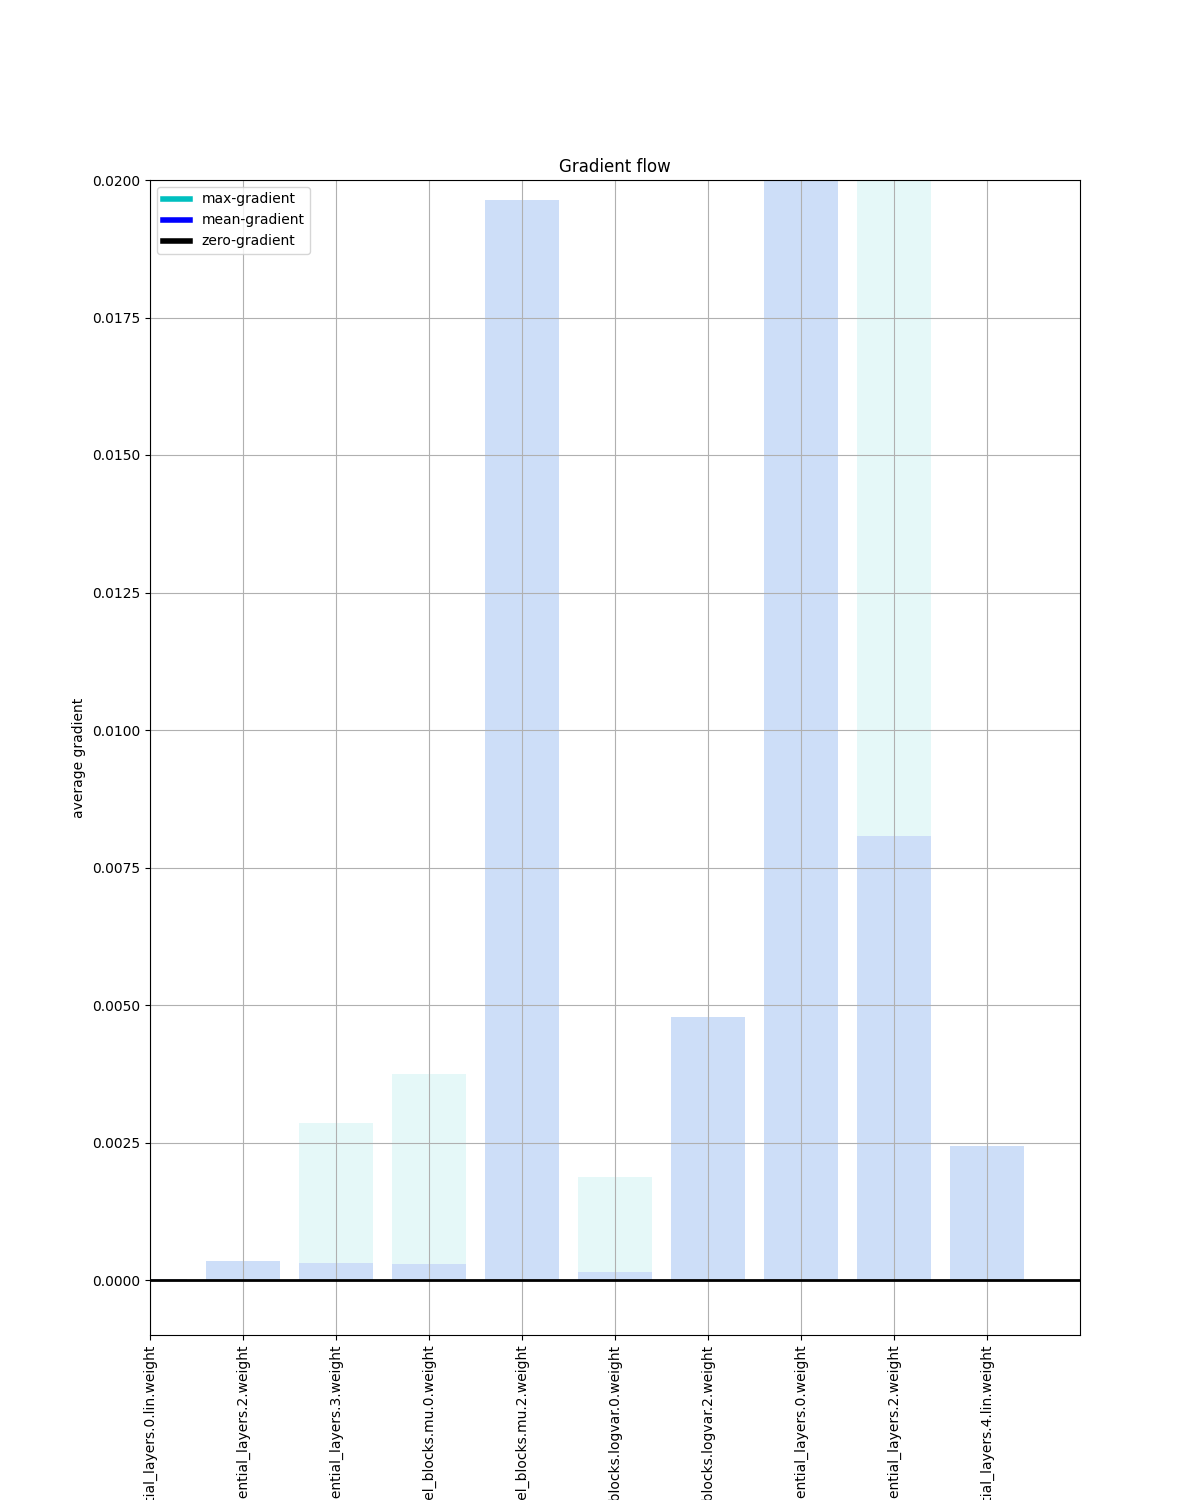 Gradient flow
max-gradient
mean-gradient
zero-gradient
average gradient
0.0200
0.0175
0.0150
0.0125
0.0100
0.0075
0.0050
0.0025
0.0000
tial_layers.0.lin.weight
ential_layers.2.weight
ential_layers.3.weight
el_blocks.mu.0.weight
el_blocks.mu.2.weight
blocks.logvar.0.weight
blocks.logvar.2.weight
ential_layers.0.weight
ential_layers.2.weight
tial_layers.4.lin.weight